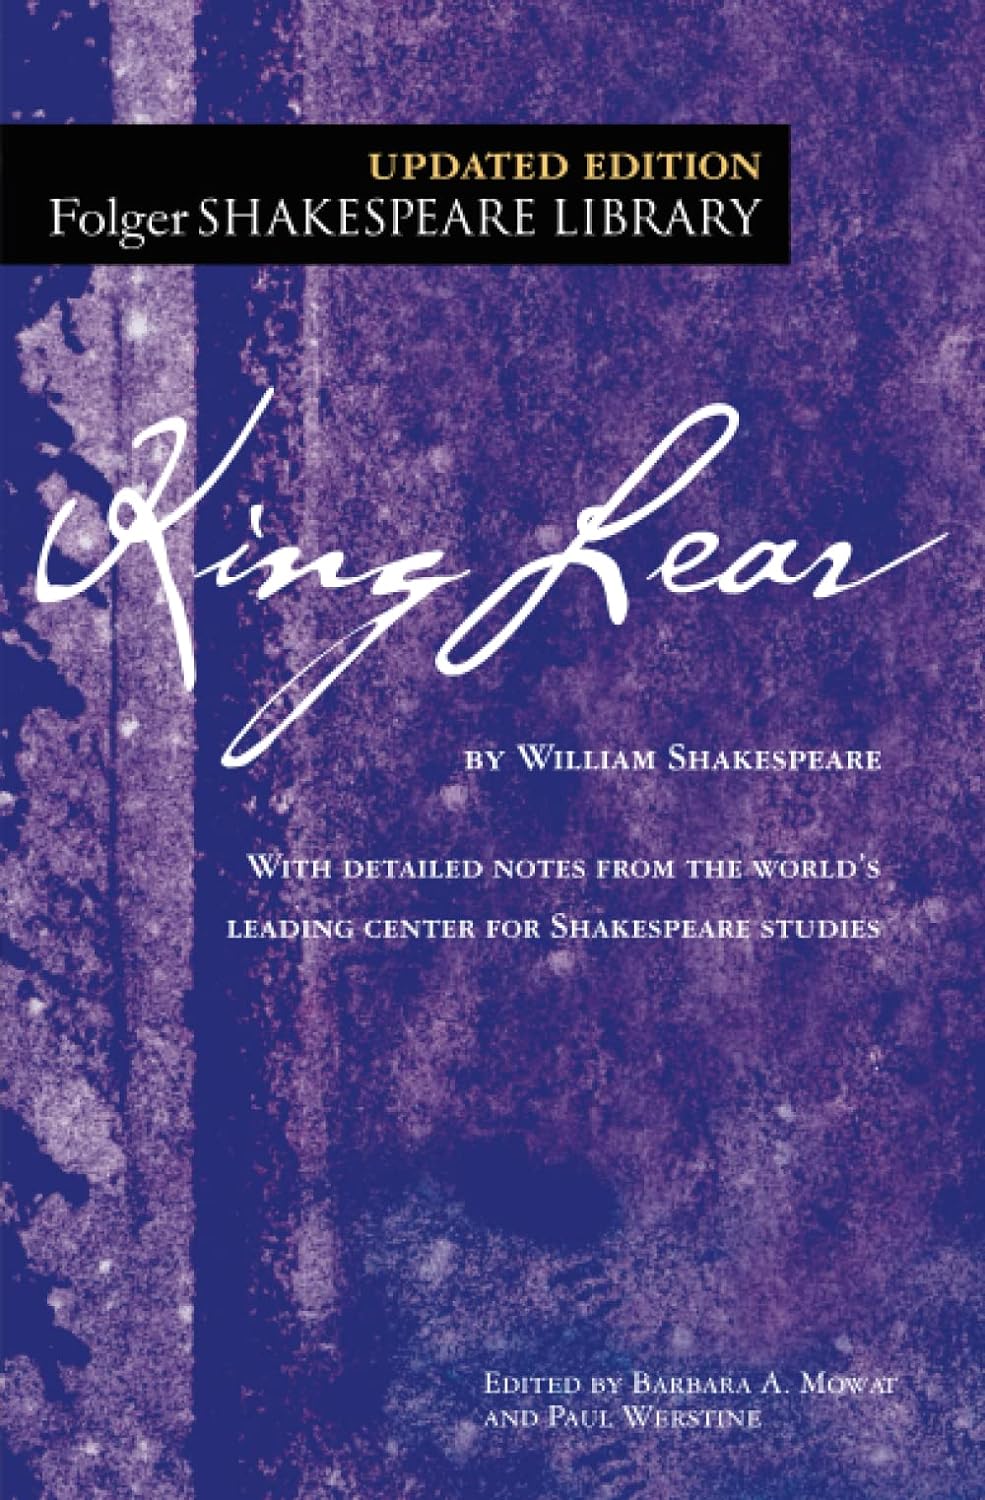 UPDATED EDITION
Folger SHAKESPEARE LIBRARY
King Lear
BY WILLIAM SHAKESPEARE
WITH DETAILED NOTES FROM THE WORLD'S
LEADING CENTER FOR SHAKESPEARE STUDIES
EDITED BY BARBARA A. MOWAT
AND PAUL WERSTINE